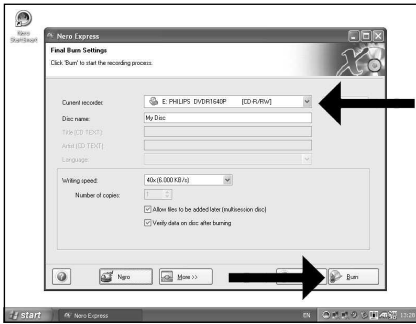 Nero
StartSmart
Nero Express
Final Burn Settings
Click 'Burn' to start the recording process.
Current recorder:
E: PHILIPS DVDR1640P [CD-R/RW]
Disc name:
My Disc
Title (CD TEXT):
Artist (CD TEXT):
Language:
Writing speed:
40x (6.000 KB/s)
Number of copies:
1
Allow files to be added later (multisession disc)
Verify data on disc after burning
Nero
More >>
Burn
start
Nero Express
EN
13:28